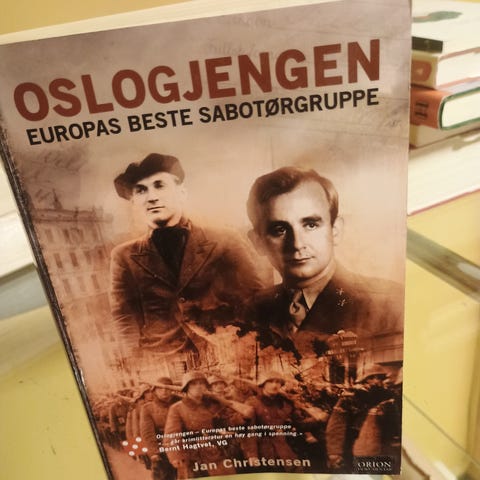 OSLOGJENGEN
EUROPAS BESTE SABOTØRGRUPPE
Oslogjengen – Europas beste sabotørgruppe
«... går krimlitteratur en høy gang i spenning.»
Bernt Hagtvet, VG
Jan Christensen
ORION